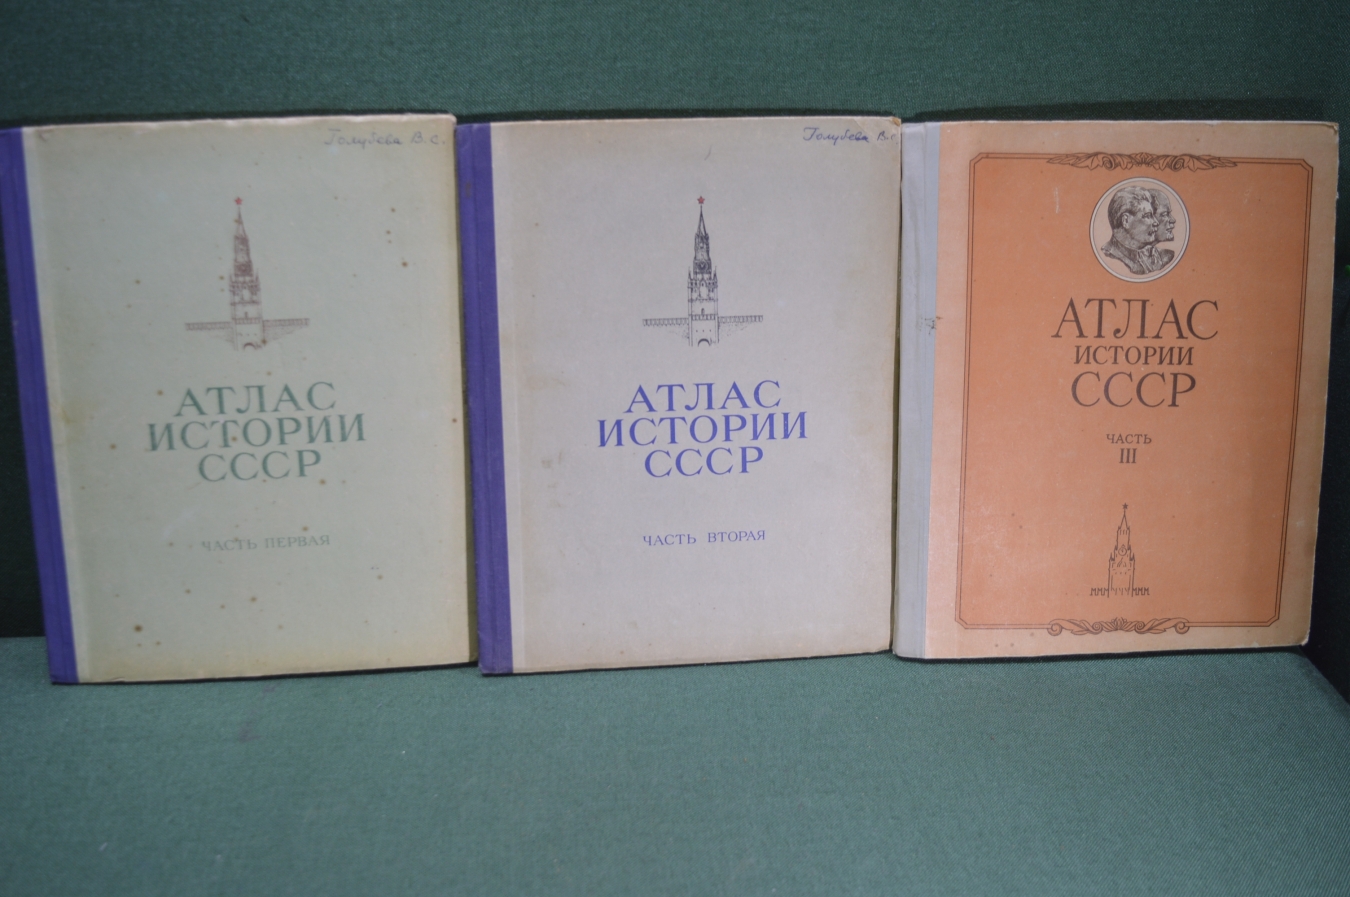 Голубева В. С.
АТЛАС
ИСТОРИИ
СССР
ЧАСТЬ ПЕРВАЯ
Голубева В. С
АТЛАС
ИСТОРИИ
СССР
ЧАСТЬ ВТОРАЯ
АТЛАС
ИСТОРИИ
СССР
ЧАСТЬ
III